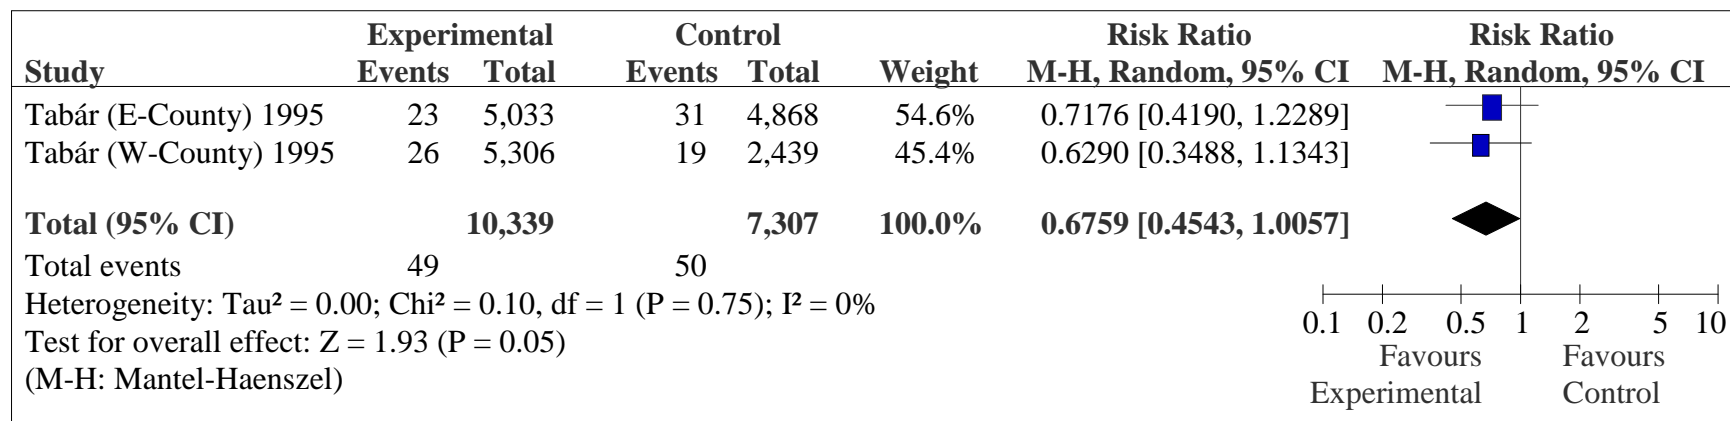 Experimental Control Risk Ratio Risk Ratio
Study Events Total Events Total Weight M-H, Random, 95% CI M-H, Random, 95% CI
Tabár (E-County) 1995 23 5,033 31 4,868 54.6% 0.7176 [0.4190, 1.2289]
Tabár (W-County) 1995 26 5,306 19 2,439 45.4% 0.6290 [0.3488, 1.1343]
Total (95% CI) 10,339 7,307 100.0% 0.6759 [0.4543, 1.0057]
Total events 49 50
Heterogeneity: Tau² = 0.00; Chi² = 0.10, df = 1 (P = 0.75); I² = 0%
Test for overall effect: Z = 1.93 (P = 0.05)
(M-H: Mantel-Haenszel)
0.1 0.2 0.5 1 2 5 10
Favours Favours
Experimental Control